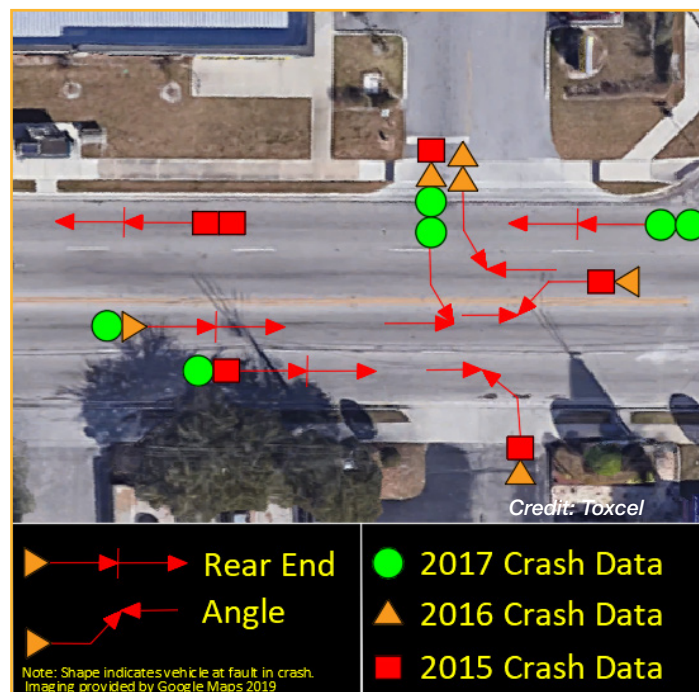 Credit: Toxcel
Rear End
Angle
Note: Shape indicates vehicle at fault in crash.
Imaging provided by Google Maps 2019
2017 Crash Data
2016 Crash Data
2015 Crash Data